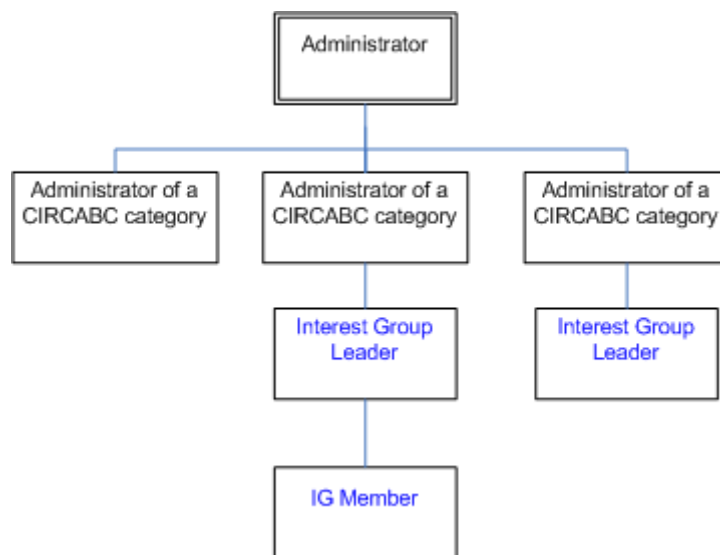 Administrator
Administrator of a
CIRCABC category
Administrator of a
CIRCABC category
Administrator of a
CIRCABC category
Interest Group
Leader
Interest Group
Leader
IG Member